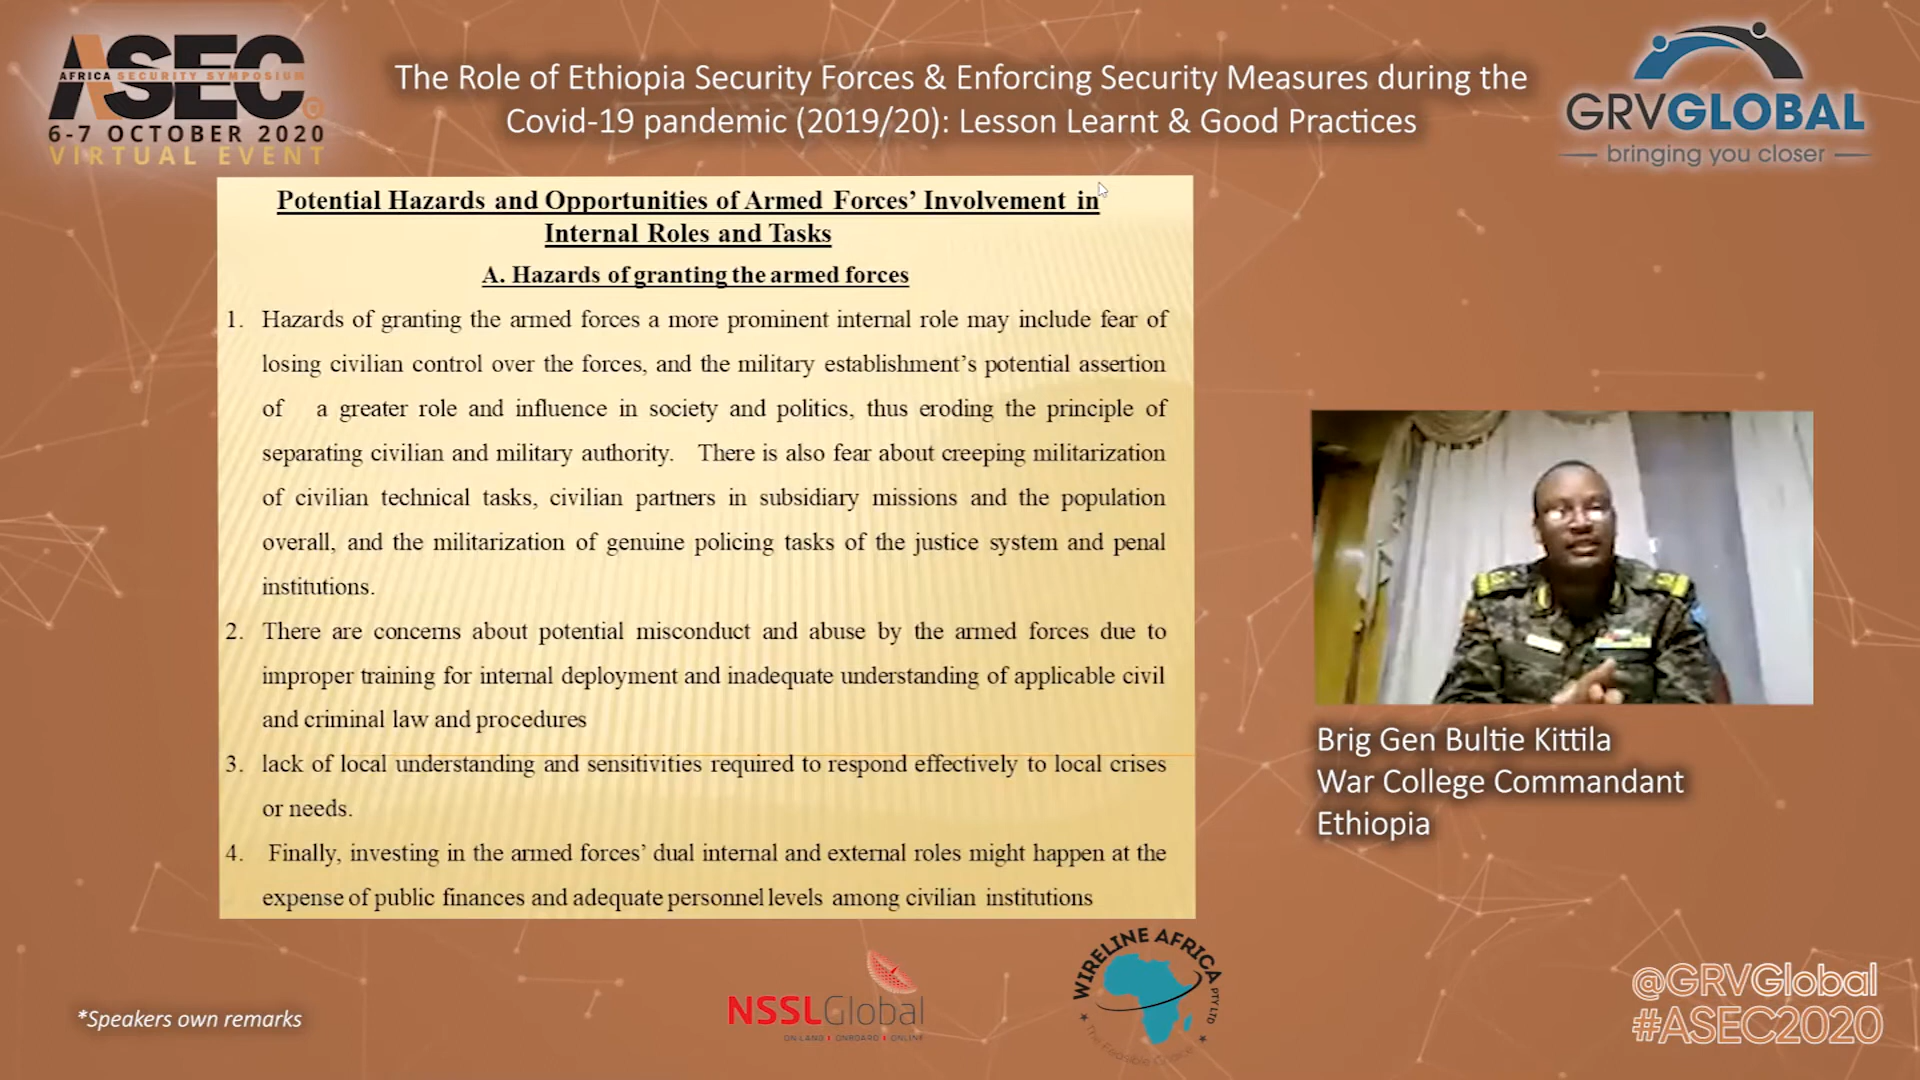 ASEC
AFRICA SECURITY SYMPOSIUM
6-7 OCTOBER 2020
VIRTUAL EVENT
The Role of Ethiopia Security Forces & Enforcing Security Measures during the
Covid-19 pandemic (2019/20): Lesson Learnt & Good Practices
GRVGLOBAL
bringing you closer
Potential Hazards and Opportunities of Armed Forces’ Involvement in
Internal Roles and Tasks
A. Hazards of granting the armed forces
1. Hazards of granting the armed forces a more prominent internal role may include fear of
losing civilian control over the forces, and the military establishment’s potential assertion
of a greater role and influence in society and politics, thus eroding the principle of
separating civilian and military authority. There is also fear about creeping militarization
of civilian technical tasks, civilian partners in subsidiary missions and the population
overall, and the militarization of genuine policing tasks of the justice system and penal
institutions.
2. There are concerns about potential misconduct and abuse by the armed forces due to
improper training for internal deployment and inadequate understanding of applicable civil
and criminal law and procedures
3. lack of local understanding and sensitivities required to respond effectively to local crises
or needs.
4. Finally, investing in the armed forces’ dual internal and external roles might happen at the
expense of public finances and adequate personnel levels among civilian institutions
Brig Gen Bultie Kittila
War College Commandant
Ethiopia
*Speakers own remarks
NSSLGlobal
ON LAND | ONBOARD | ONLINE
WIRELINE AFRICA
PTY LTD
The Feasible Choice
@GRVGlobal
#ASEC2020